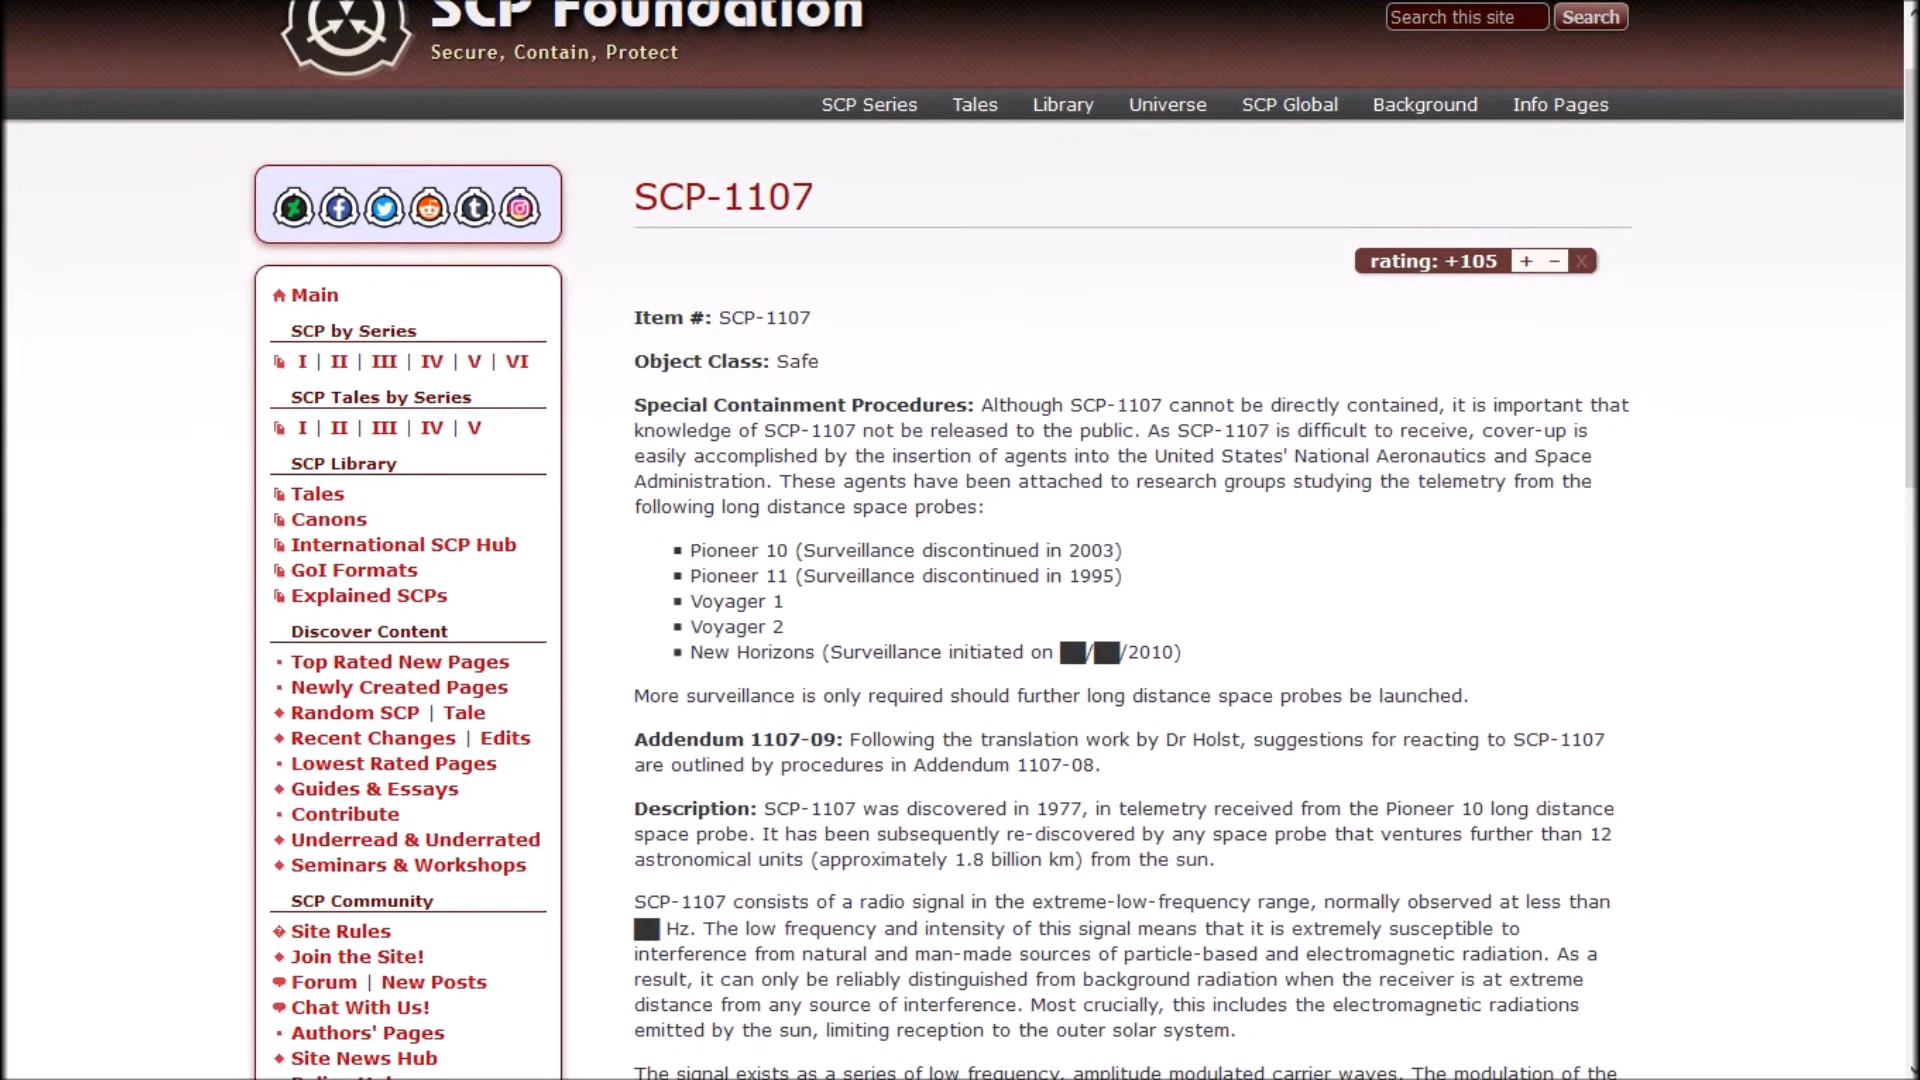 SCP Foundation
Secure, Contain, Protect
Search this site
Search
SCP Series Tales Library Universe SCP Global Background Info Pages
Main
SCP by Series
I | II | III | IV | V | VI
SCP Tales by Series
I | II | III | IV | V
SCP Library
Tales
Canons
International SCP Hub
GoI Formats
Explained SCPs
Discover Content
Top Rated New Pages
Newly Created Pages
Random SCP | Tale
Recent Changes | Edits
Lowest Rated Pages
Guides & Essays
Contribute
Underread & Underrated
Seminars & Workshops
SCP Community
Site Rules
Join the Site!
Forum | New Posts
Chat With Us!
Authors' Pages
Site News Hub
SCP-1107
rating: +105 + − X
Item #: SCP-1107
Object Class: Safe
Special Containment Procedures: Although SCP-1107 cannot be directly contained, it is important that
knowledge of SCP-1107 not be released to the public. As SCP-1107 is difficult to receive, cover-up is
easily accomplished by the insertion of agents into the United States' National Aeronautics and Space
Administration. These agents have been attached to research groups studying the telemetry from the
following long distance space probes:
Pioneer 10 (Surveillance discontinued in 2003)
Pioneer 11 (Surveillance discontinued in 1995)
Voyager 1
Voyager 2
New Horizons (Surveillance initiated on ██/██/2010)
More surveillance is only required should further long distance space probes be launched.
Addendum 1107-09: Following the translation work by Dr Holst, suggestions for reacting to SCP-1107
are outlined by procedures in Addendum 1107-08.
Description: SCP-1107 was discovered in 1977, in telemetry received from the Pioneer 10 long distance
space probe. It has been subsequently re-discovered by any space probe that ventures further than 12
astronomical units (approximately 1.8 billion km) from the sun.
SCP-1107 consists of a radio signal in the extreme-low-frequency range, normally observed at less than
██ Hz. The low frequency and intensity of this signal means that it is extremely susceptible to
interference from natural and man-made sources of particle-based and electromagnetic radiation. As a
result, it can only be reliably distinguished from background radiation when the receiver is at extreme
distance from any source of interference. Most crucially, this includes the electromagnetic radiations
emitted by the sun, limiting reception to the outer solar system.
The signal exists as a series of low frequency, amplitude modulated carrier waves. The modulation of the